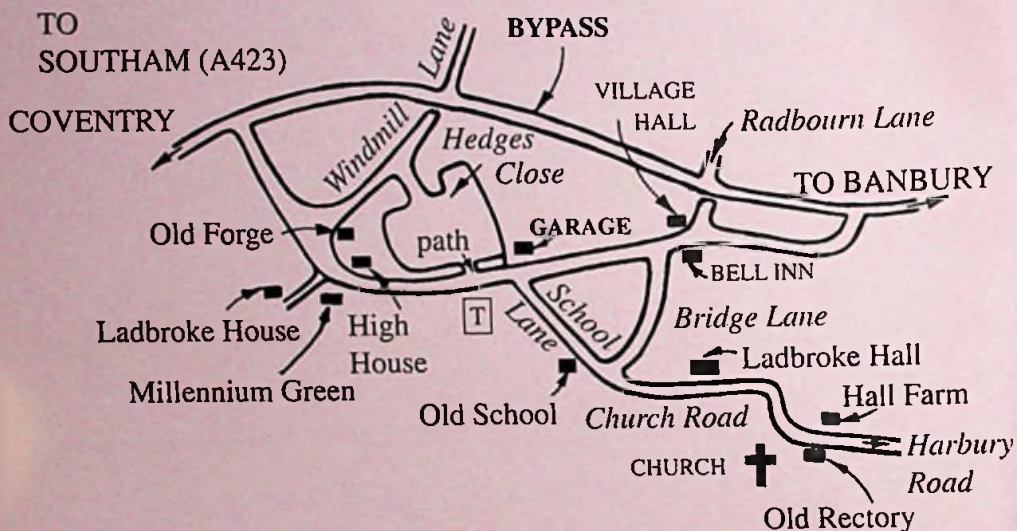 TO
SOUTHAM (A423)
COVENTRY
Lane
BYPASS
VILLAGE
HALL
Radbourn Lane
Windmill
Hedges
Close
TO BANBURY
Old Forge
path
GARAGE
BELL INN
Ladbroke House
High
House
T
School
Lane
Bridge Lane
Millennium Green
Ladbroke Hall
Old School
Church Road
Hall Farm
CHURCH
Harbury
Road
Old Rectory